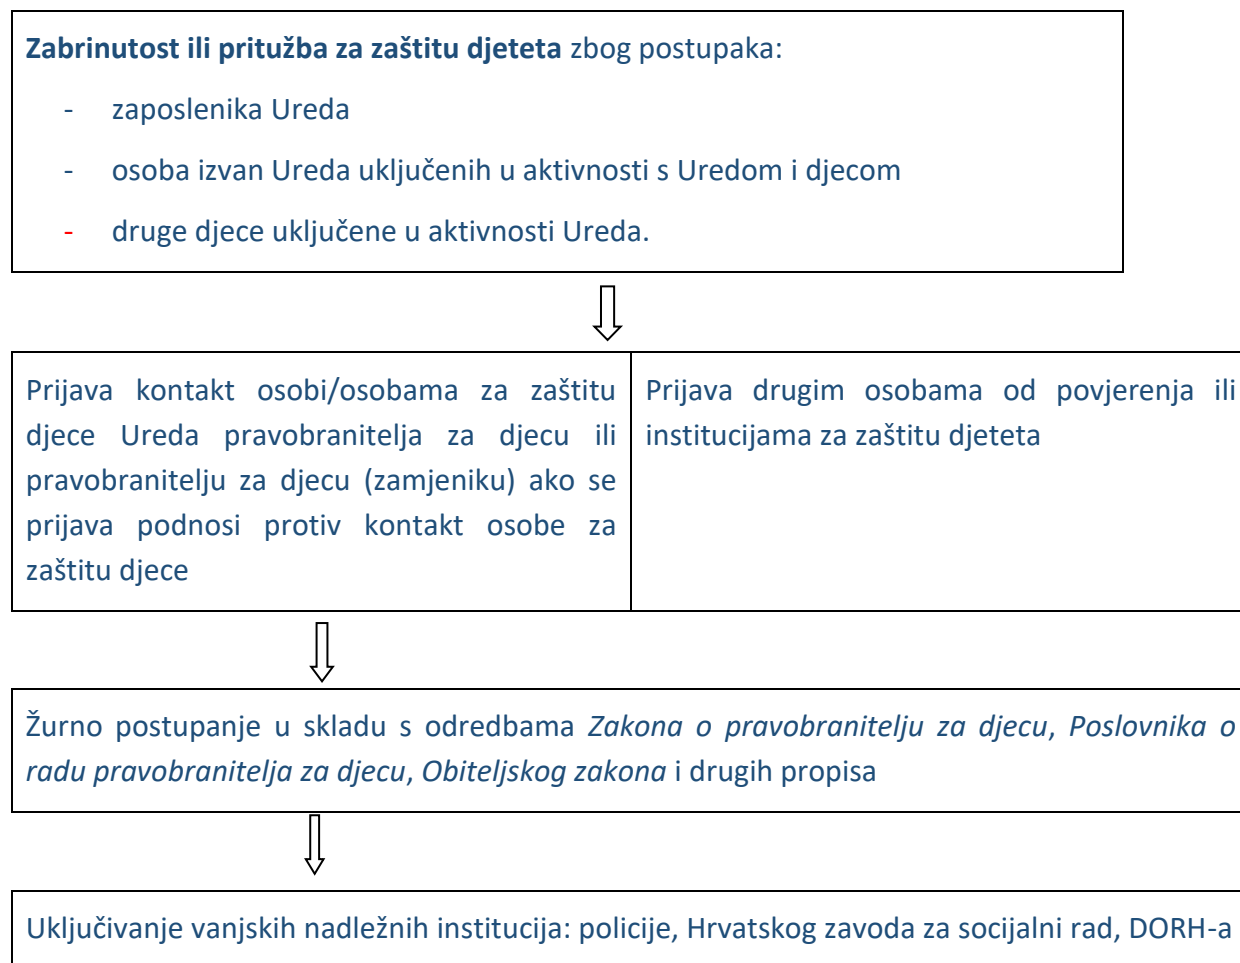 Zabrinutost ili pritužba za zaštitu djeteta zbog postupaka:
- zaposlenika Ureda
- osoba izvan Ureda uključenih u aktivnosti s Uredom i djecom
- druge djece uključene u aktivnosti Ureda.
Prijava kontakt osobi/osobama za zaštitu
djece Ureda pravobranitelja za djecu ili
pravobranitelju za djecu (zamjeniku) ako se
prijava podnosi protiv kontakt osobe za
zaštitu djece
Prijava drugim osobama od povjerenja ili
institucijama za zaštitu djeteta
Žurno postupanje u skladu s odredbama Zakona o pravobranitelju za djecu, Poslovnika o
radu pravobranitelja za djecu, Obiteljskog zakona i drugih propisa
Uključivanje vanjskih nadležnih institucija: policije, Hrvatskog zavoda za socijalni rad, DORH-a